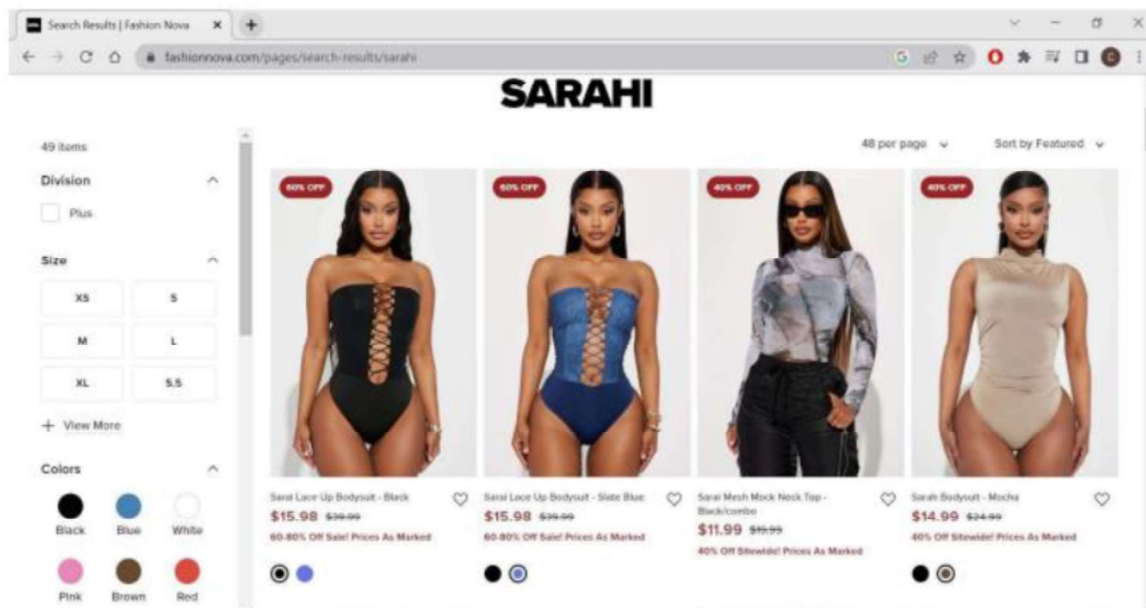 Search Results | Fashion Nova
fashionnova.com/pages/search-results/sarahi
SARAHI
49 items
48 per page
Sort by Featured
Division
Plus
Size
XS
S
M
L
XL
5.5
+ View More
Colors
Black
Blue
White
Pink
Brown
Red
60% OFF
60% OFF
40% OFF
40% OFF
Sarai Lace Up Bodysuit - Black
$15.98 $39.99
60-80% Off Sale! Prices As Marked
Sarai Lace Up Bodysuit - Slate Blue
$15.98 $39.99
60-80% Off Sale! Prices As Marked
Sarai Mesh Mock Neck Top -
Black/combo
$11.99 $19.99
40% Off Sitewide! Prices As Marked
Sarah Bodysuit - Mocha
$14.99 $24.99
40% Off Sitewide! Prices As Marked